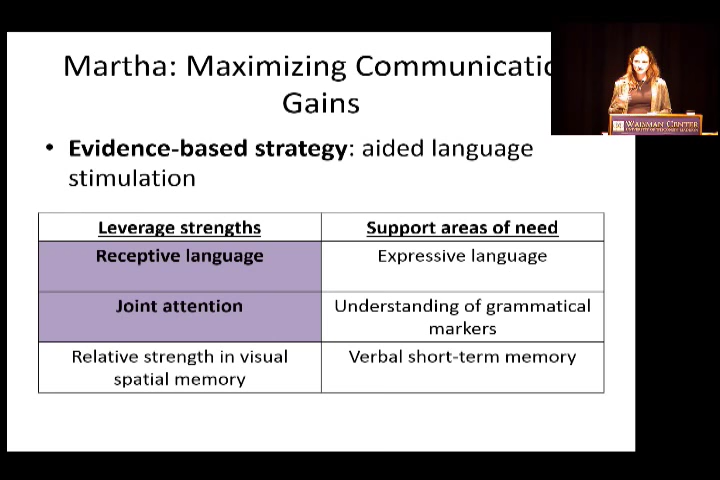 Martha: Maximizing Communicatio
Gains
• Evidence-based strategy: aided language
stimulation
Leverage strengths
Support areas of need
Receptive language
Expressive language
Joint attention
Understanding of grammatical
markers
Relative strength in visual
spatial memory
Verbal short-term memory
WAISMAN CENTER